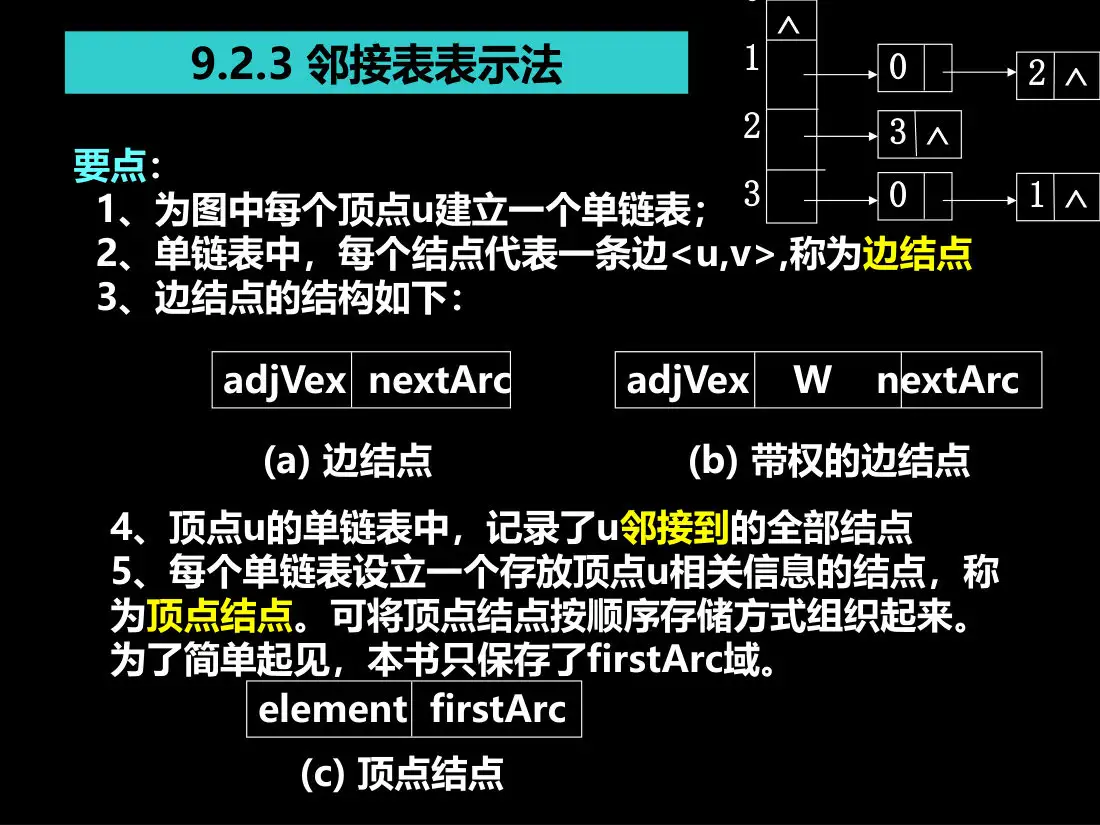 9.2.3 邻接表表示法
∧
1 0 2 ∧
2 3 ∧
3 0 1 ∧
要点：
1、为图中每个顶点u建立一个单链表；
2、单链表中，每个结点代表一条边<u,v>,称为边结点
3、边结点的结构如下：
adjVex nextArc
adjVex W nextArc
(a) 边结点
(b) 带权的边结点
4、顶点u的单链表中，记录了u邻接到的全部结点
5、每个单链表设立一个存放顶点u相关信息的结点，称
为顶点结点。可将顶点结点按顺序存储方式组织起来。
为了简单起见，本书只保存了firstArc域。
element firstArc
(c) 顶点结点